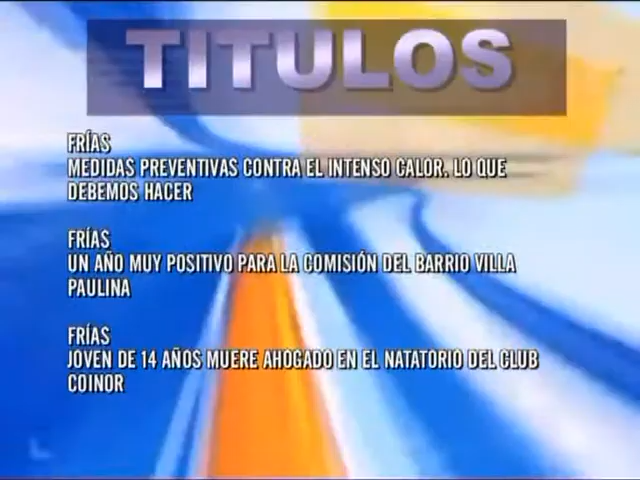 TITULOS
FRÍAS
MEDIDAS PREVENTIVAS CONTRA EL INTENSO CALOR. LO QUE
DEBEMOS HACER
FRÍAS
UN AÑO MUY POSITIVO PARA LA COMISIÓN DEL BARRIO VILLA
PAULINA
FRÍAS
JOVEN DE 14 AÑOS MUERE AHOGADO EN EL NATATORIO DEL CLUB
COINOR